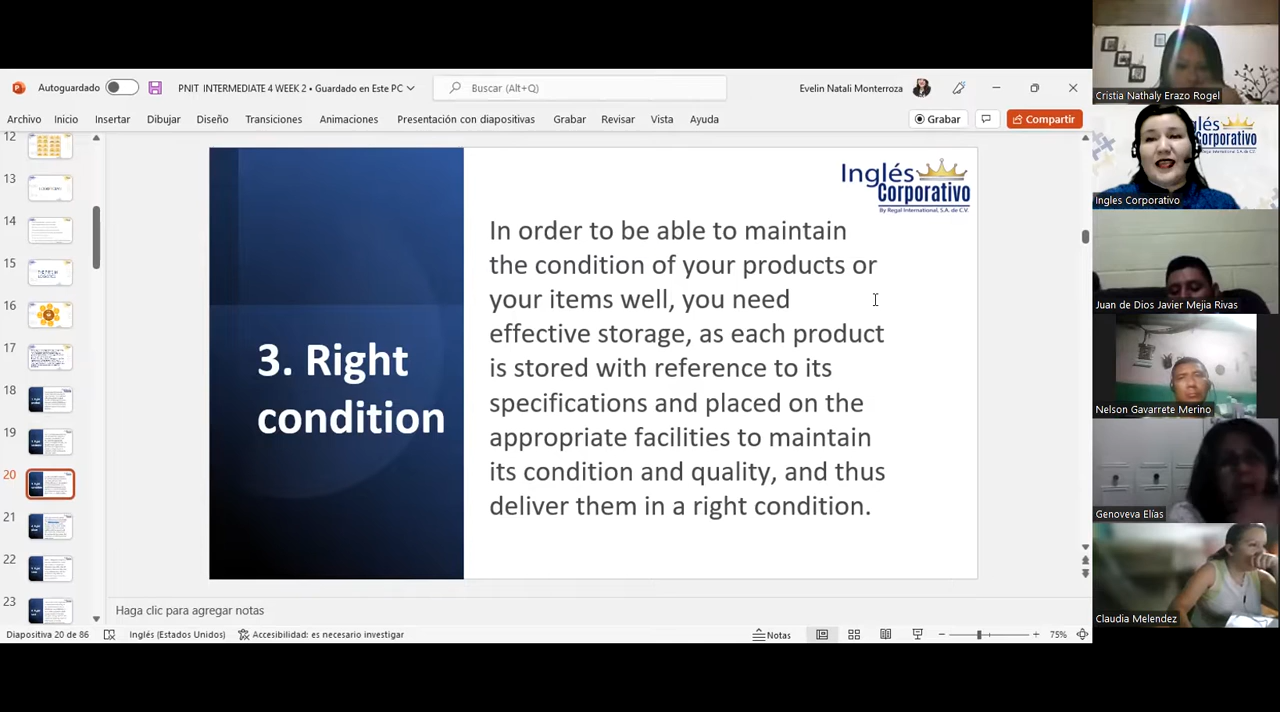 Autoguardado
PNIT INTERMEDIATE 4 WEEK 2 • Guardado en Este PC
Buscar (Alt+Q)
Evelin Natali Monterroza
Archivo Inicio Insertar Dibujar Diseño Transiciones Animaciones Presentación con diapositivas Grabar Revisar Vista Ayuda
Grabar
Compartir
12
13
14
15
16
17
18
19
20
21
22
23
3. Right
condition
Inglés
Corporativo
By Regal International, S.A. de C.V.
In order to be able to maintain
the condition of your products or
your items well, you need
effective storage, as each product
is stored with reference to its
specifications and placed on the
appropriate facilities to maintain
its condition and quality, and thus
deliver them in a right condition.
Haga clic para agregar notas
Diapositiva 20 de 86
Inglés (Estados Unidos)
Accesibilidad: es necesario investigar
Notas
75%
Cristia Nathaly Erazo Rogel
Corporativo
Ingles Corporativo
Juan de Dios Javier Mejia Rivas
Nelson Gavarrete Merino
Genoveva Elías
Claudia Melendez